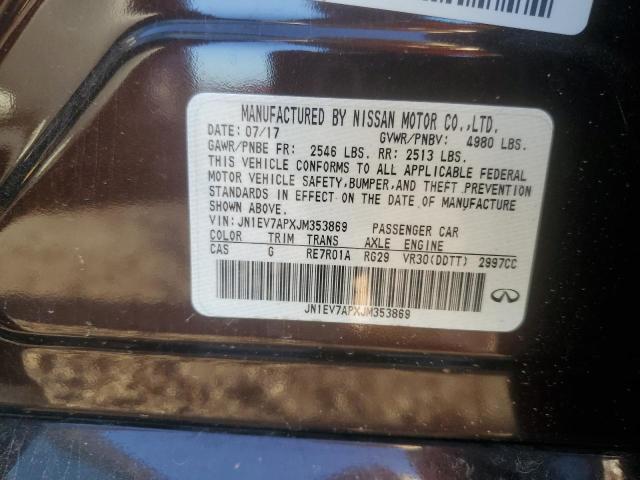 MANUFACTURED BY NISSAN MOTOR CO.,LTD.
DATE: 07/17 GVWR/PNBV: 4980 LBS.
GAWR/PNBE FR: 2546 LBS. RR: 2513 LBS.
THIS VEHICLE CONFORMS TO ALL APPLICABLE FEDERAL
MOTOR VEHICLE SAFETY,BUMPER,AND THEFT PREVENTION
STANDARDS IN EFFECT ON THE DATE OF MANUFACTURE
SHOWN ABOVE.
VIN: JN1EV7APXJM353869 PASSENGER CAR
COLOR TRIM TRANS AXLE ENGINE
CAS G RE7R01A RG29 VR30(DDTT) 2997CC
JN1EV7APXJM353869